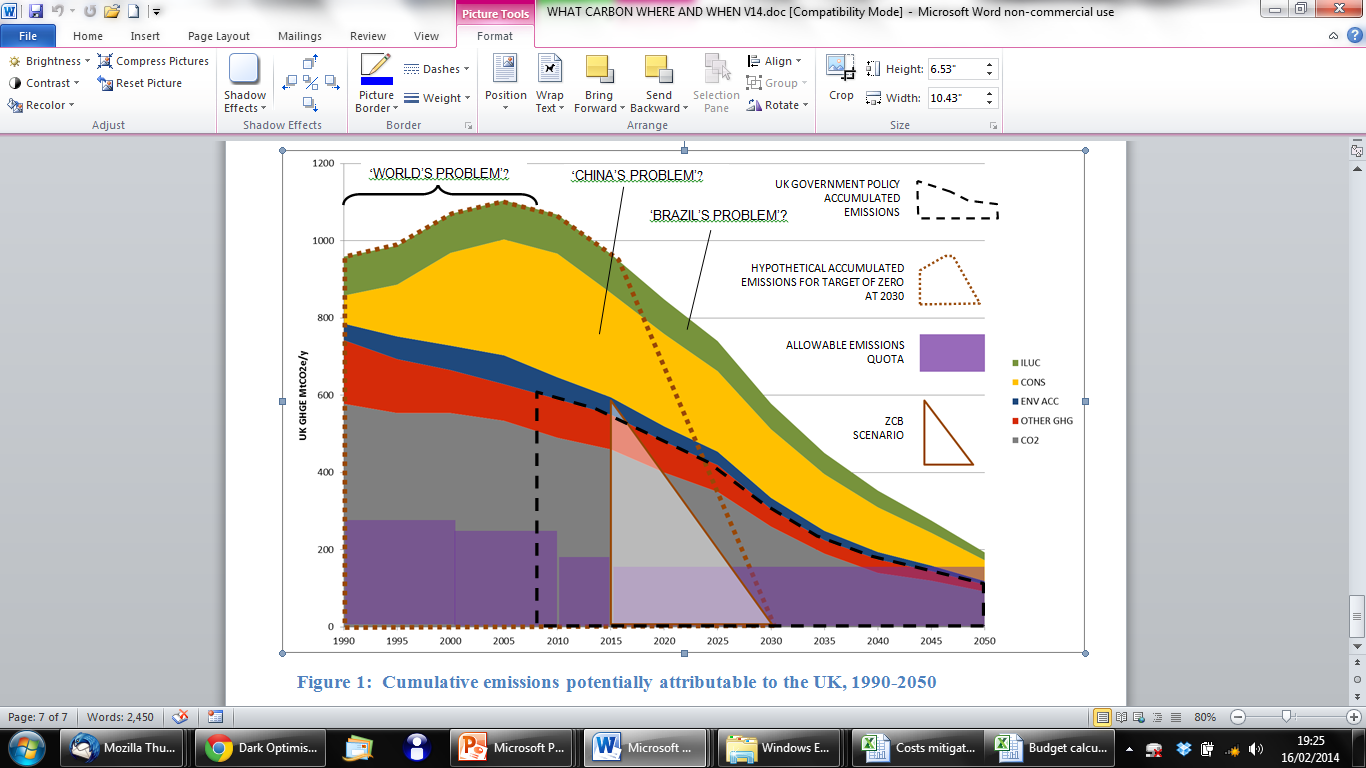 Picture Tools
WHAT CARBON WHERE AND WHEN V14.doc [Compatibility Mode] - Microsoft Word non-commercial use
File Home Insert Page Layout Mailings Review View Format
Brightness Compress Pictures
Contrast Reset Picture
Recolor
Adjust
Shadow
Effects
Shadow Effects
Picture
Border
Dashes
Weight
Border
Position
Wrap
Text
Bring
Forward
Send
Backward
Selection
Pane
Align
Group
Rotate
Arrange
Crop
Height: 6.53"
Width: 10.43"
Size
‘WORLD’S PROBLEM’?
‘CHINA’S PROBLEM’?
‘BRAZIL’S PROBLEM’?
UK GOVERNMENT POLICY
ACCUMULATED
EMISSIONS
HYPOTHETICAL ACCUMULATED
EMISSIONS FOR TARGET OF ZERO
AT 2030
ALLOWABLE EMISSIONS
QUOTA
ZCB
SCENARIO
ILUC
CONS
ENV ACC
OTHER GHG
CO2
UK GHGE MtCO2e/y
1200
1000
800
600
400
200
0
1990 1995 2000 2005 2010 2015 2020 2025 2030 2035 2040 2045 2050
Figure 1: Cumulative emissions potentially attributable to the UK, 1990-2050
Page: 7 of 7 Words: 2,450 80%
Mozilla Thu... Dark Optimis... Microsoft P... Microsoft ... Windows E... Costs mitigat... Budget calcu...
19:25
16/02/2014